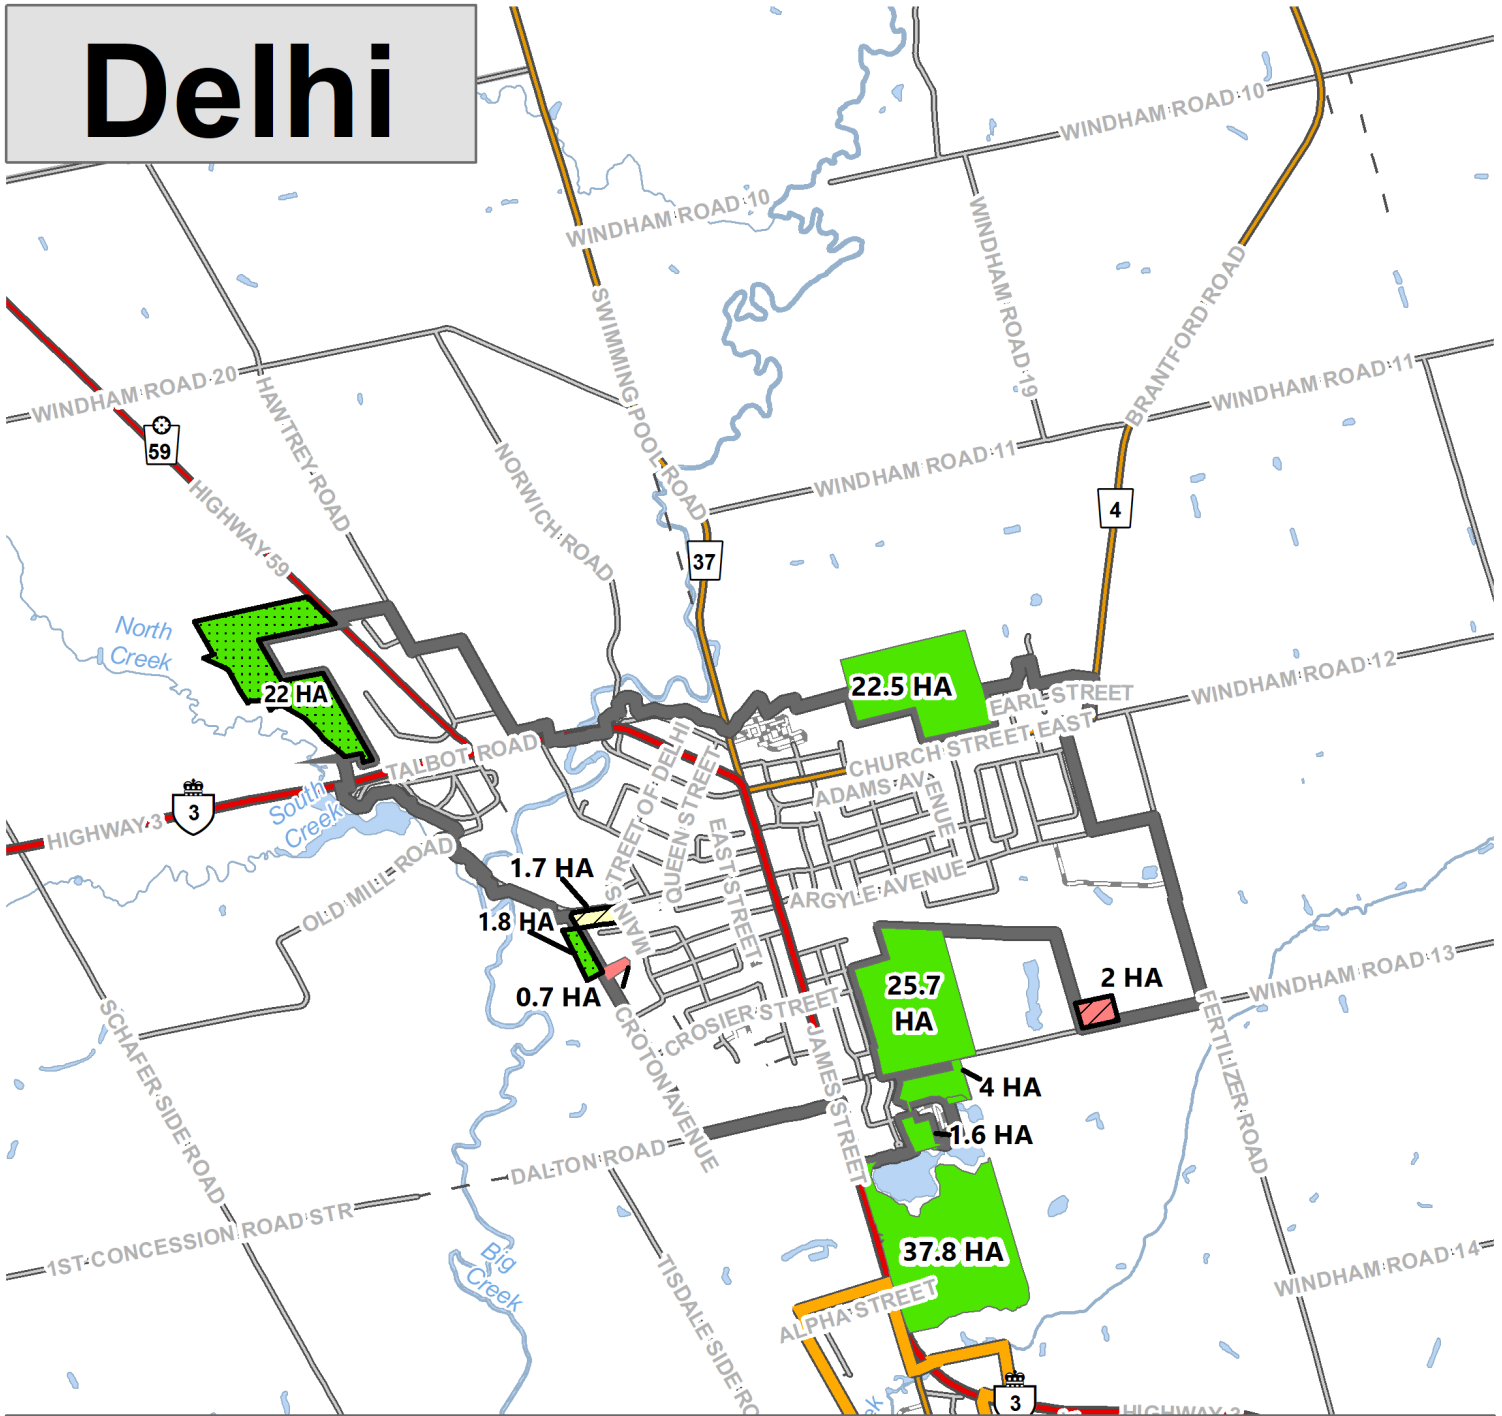 Delhi
WINDHAM ROAD 10
WINDHAM ROAD 10
WINDHAM ROAD 19
BRANTFORD ROAD
SWIMMING POOL ROAD
WINDHAM ROAD 20
HAWTREY ROAD
WINDHAM ROAD 11
WINDHAM ROAD 11
59
HIGHWAY 59
NORWICH ROAD
4
37
North
Creek
22 HA
22.5 HA
EARL STREET
WINDHAM ROAD 12
CHURCH STREET EAST
TALBOT ROAD
ADAMS AVENUE
3
HIGHWAY 3
South
Creek
MAIN STREET OF DELHI
QUEEN STREET
EAST STREET
OLD MILL ROAD
1.7 HA
ARGYLE AVENUE
1.8 HA
0.7 HA
25.7
HA
2 HA
WINDHAM ROAD 13
SCHAFER SIDE ROAD
CROSIER STREET
CROTON AVENUE
JAMES STREET
FERTILIZER ROAD
4 HA
1.6 HA
DALTON ROAD
1ST CONCESSION ROAD STR
Big
Creek
37.8 HA
WINDHAM ROAD 14
TISDALE SIDE RO
ALPHA STREET
3
HIGHWAY 3